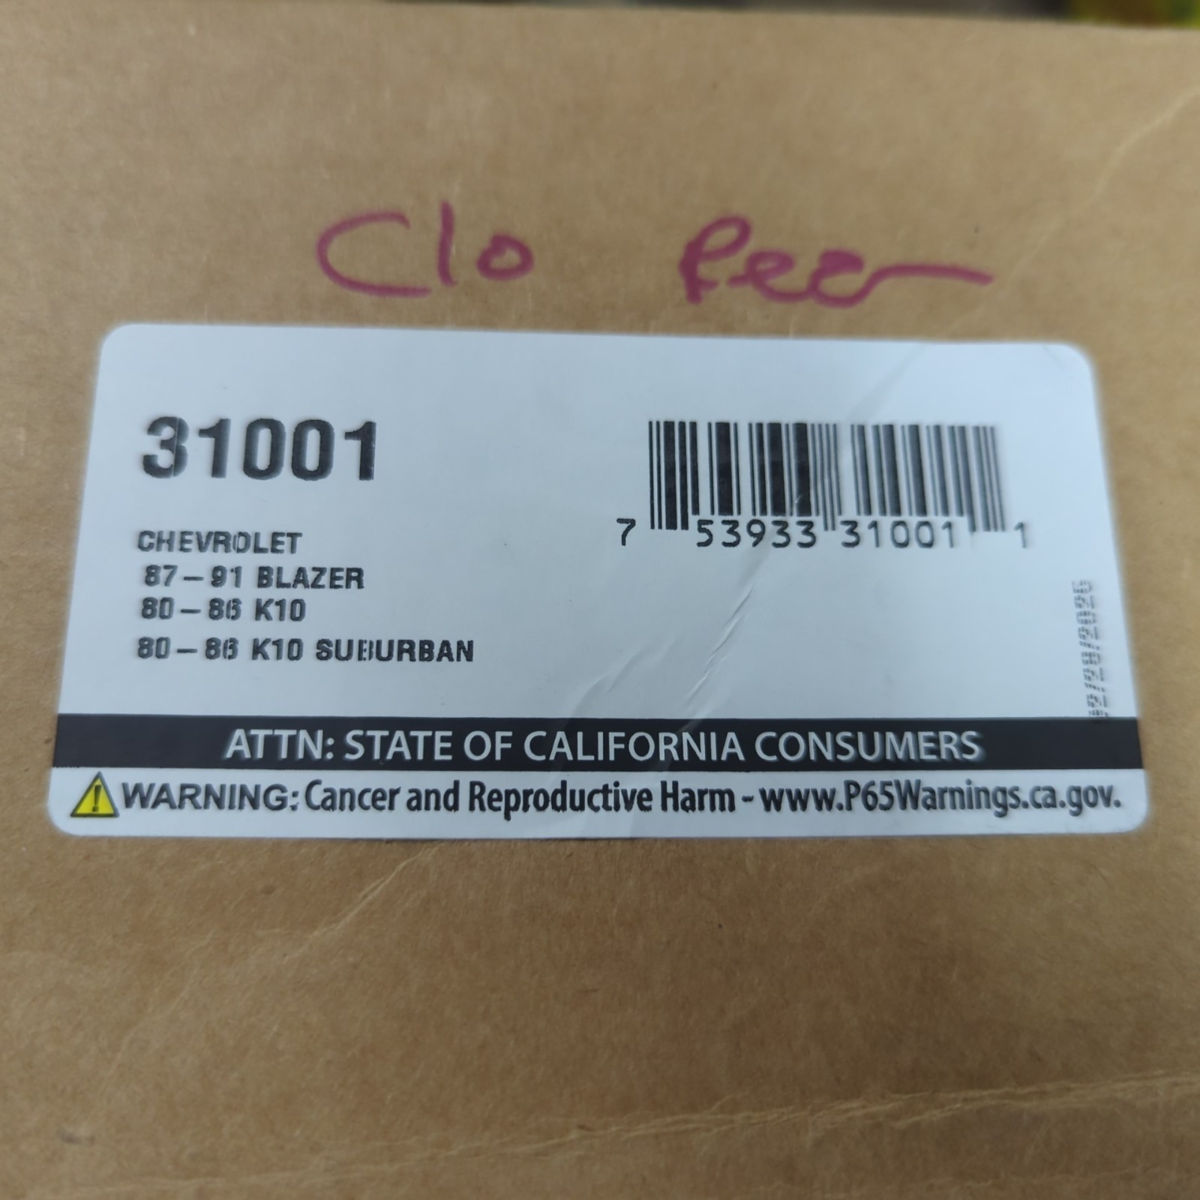 C10 Rear
31001
7 53933 31001 1
CHEVROLET
87-91 BLAZER
80-86 K10
80-86 K10 SUBURBAN
ATTN: STATE OF CALIFORNIA CONSUMERS
WARNING: Cancer and Reproductive Harm - www.P65Warnings.ca.gov.